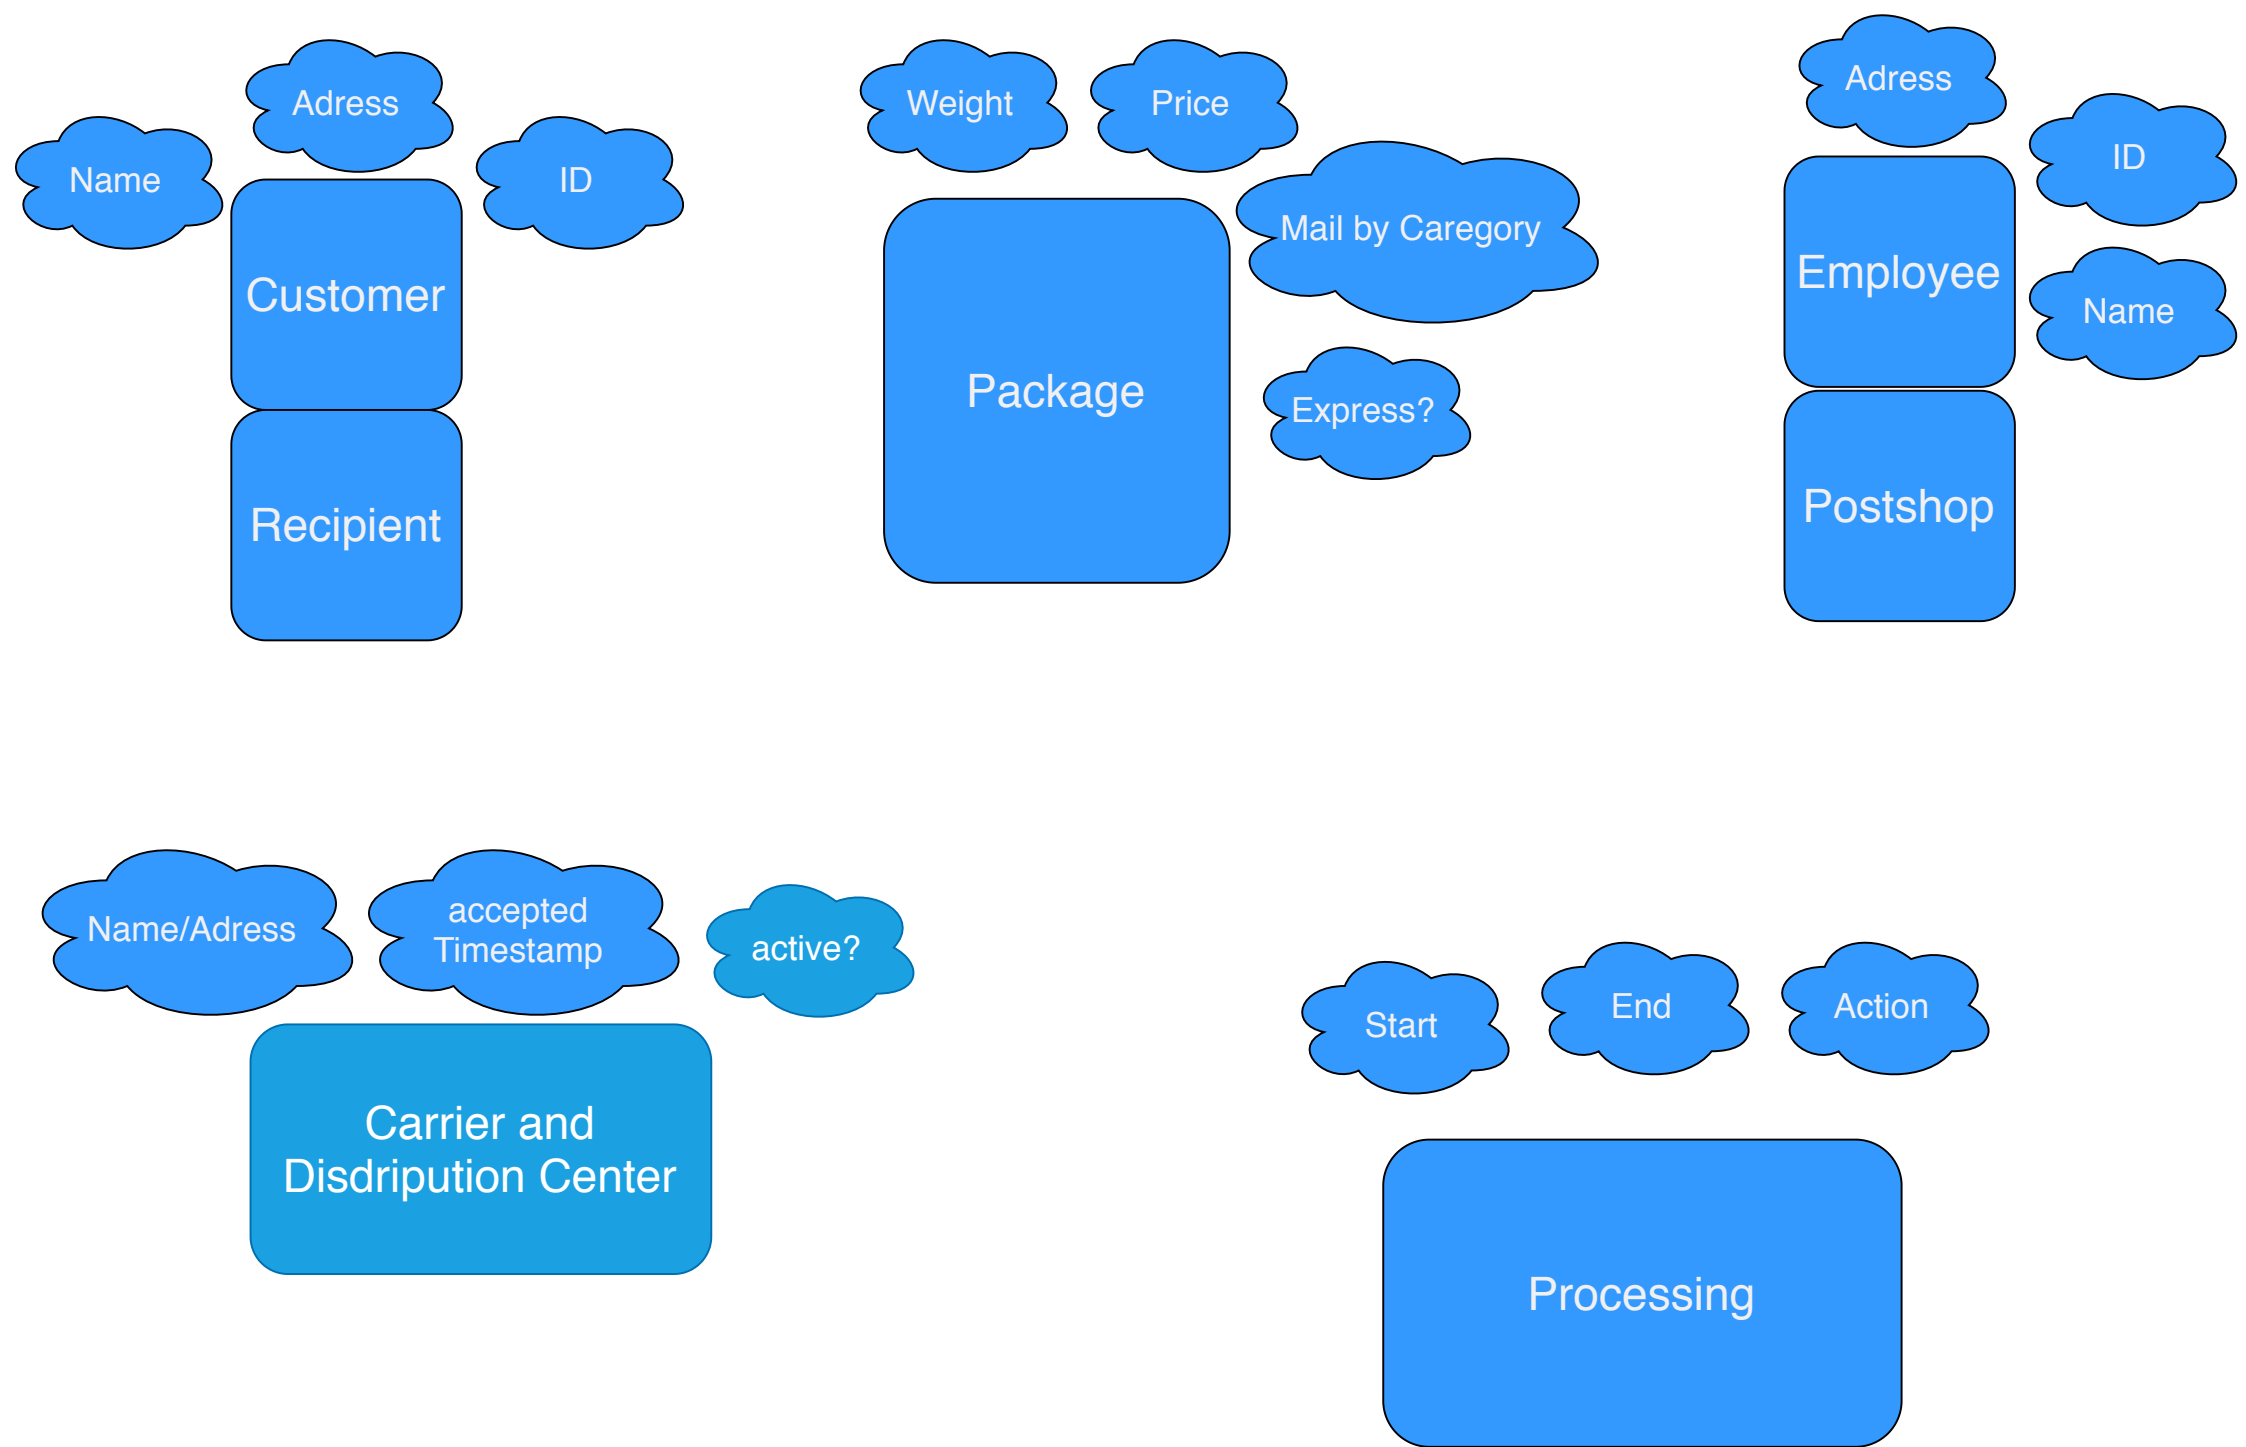 Adress
Name
ID
Customer
Recipient
Weight
Price
Mail by Caregory
Express?
Package
Adress
ID
Name
Employee
Postshop
Name/Adress
accepted
Timestamp
active?
Carrier and
Disdripution Center
Start
End
Action
Processing